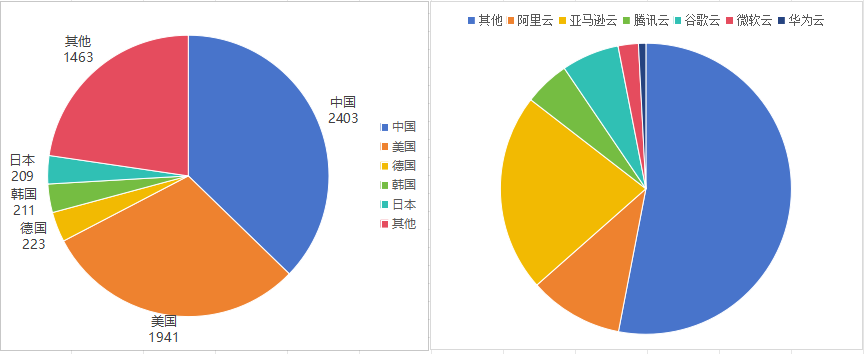 其他
1463
中国
2403
日本
209
韩国
211
德国
223
美国
1941
中国
美国
德国
韩国
日本
其他
其他 阿里云 亚马逊云 腾讯云 谷歌云 微软云 华为云